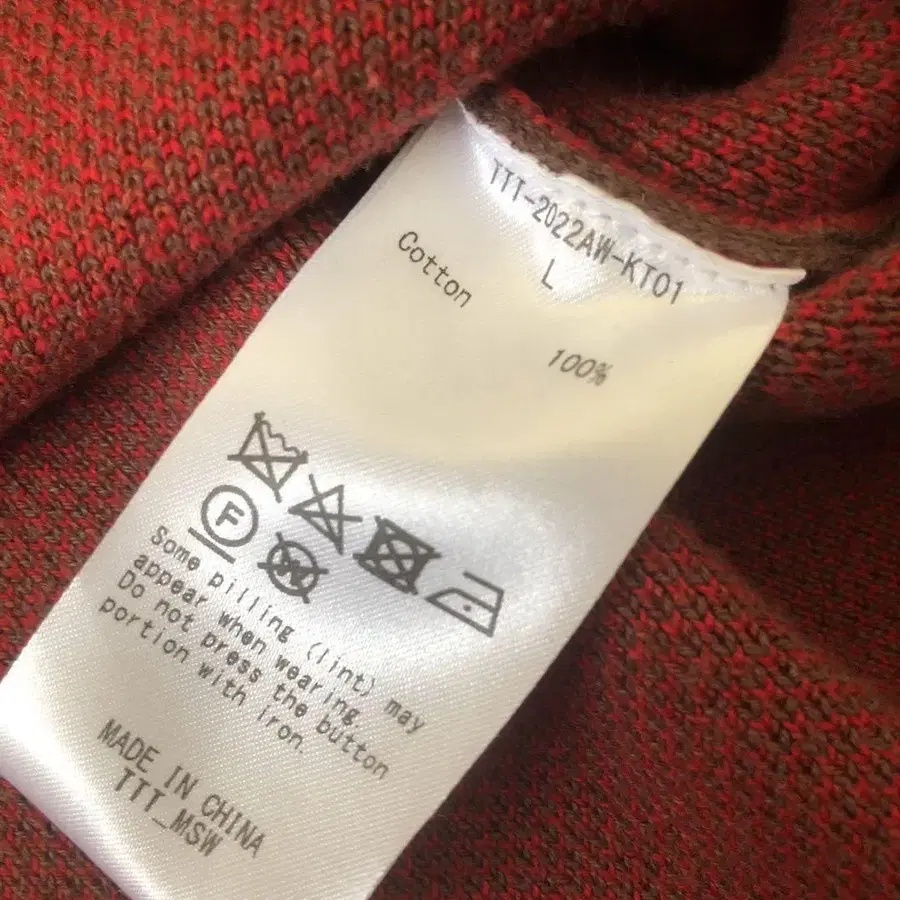 TTT-2022AW-KT01
L
Cotton
100%
F
W
Some pilling (lint) may
appear when wearing.
Do not press the button
portion with iron.
MADE IN CHINA
TTT_MSW